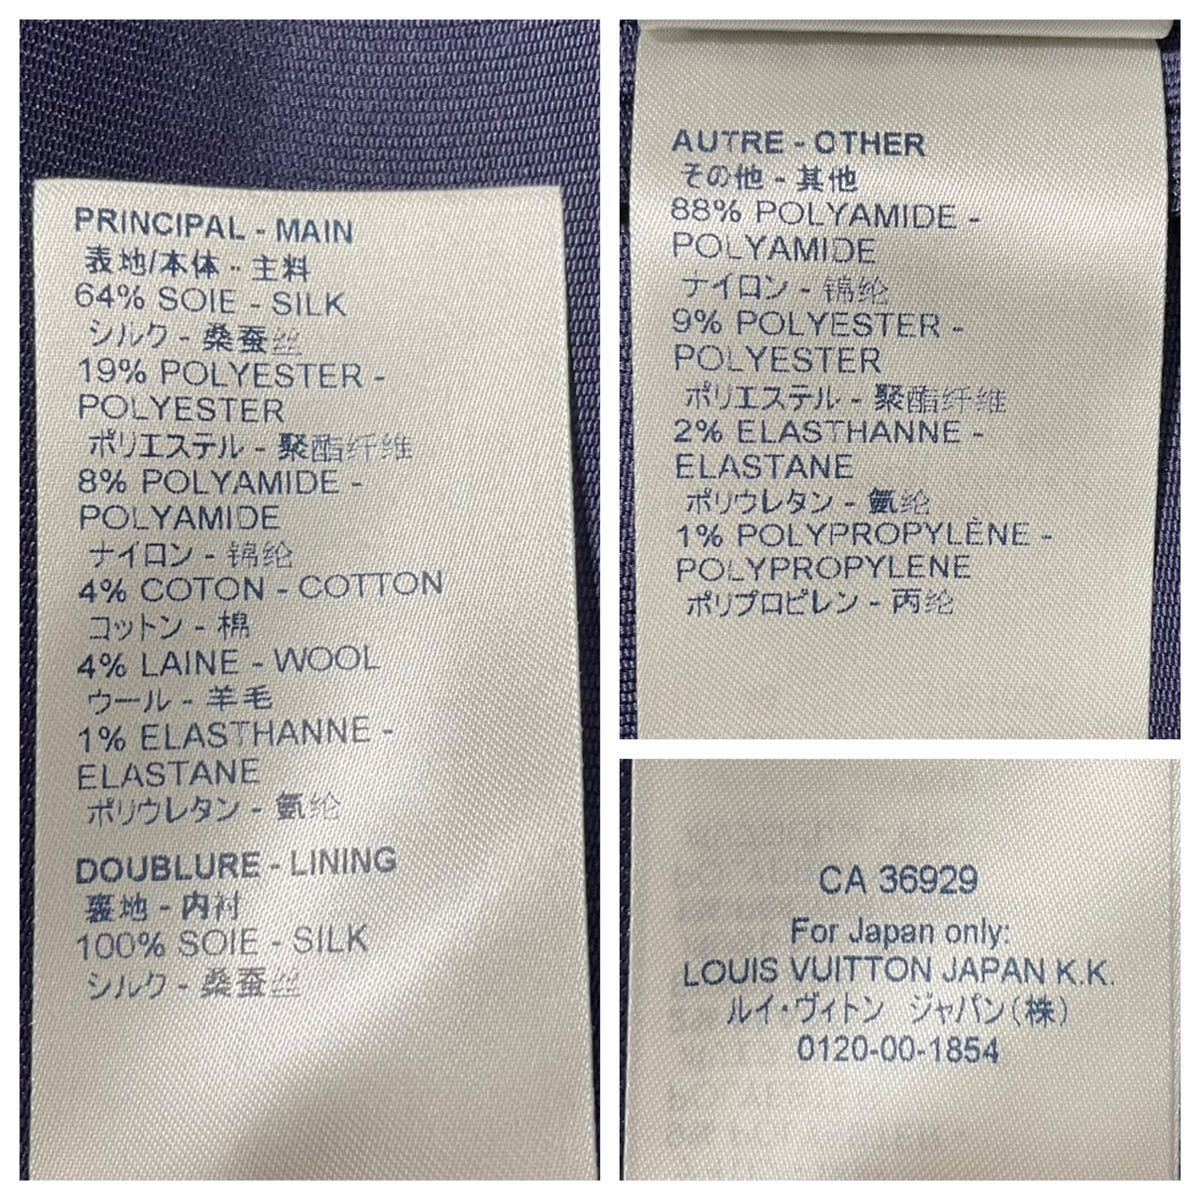 PRINCIPAL - MAIN
表地/本体 - 主料
64% SOIE - SILK
シルク - 桑蚕丝
19% POLYESTER -
POLYESTER
ポリエステル - 聚酯纤维
8% POLYAMIDE -
POLYAMIDE
ナイロン - 锦纶
4% COTON - COTTON
コットン - 棉
4% LAINE - WOOL
ウール - 羊毛
1% ELASTHANNE -
ELASTANE
ポリウレタン - 氨纶
DOUBLURE - LINING
裏地 - 内衬
100% SOIE - SILK
シルク - 桑蚕丝
AUTRE - OTHER
その他 - 其他
88% POLYAMIDE -
POLYAMIDE
ナイロン - 锦纶
9% POLYESTER -
POLYESTER
ポリエステル - 聚酯纤维
2% ELASTHANNE -
ELASTANE
ポリウレタン - 氨纶
1% POLYPROPYLÈNE -
POLYPROPYLENE
ポリプロピレン - 丙纶
CA 36929
For Japan only:
LOUIS VUITTON JAPAN K.K.
ルイ・ヴィトン ジャパン(株)
0120-00-1854